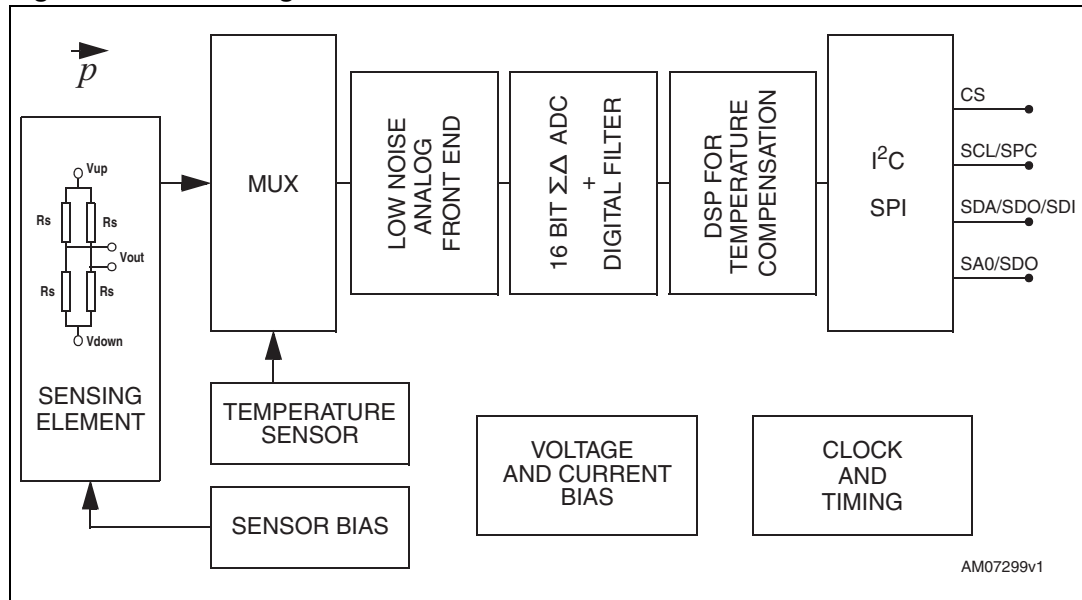 p
Vup
Rs
Rs
Vout
Rs
Rs
Vdown
SENSING
ELEMENT
MUX
TEMPERATURE
SENSOR
SENSOR BIAS
LOW NOISE
ANALOG
FRONT END
16 BIT ΣΔ ADC
+
DIGITAL FILTER
DSP FOR
TEMPERATURE
COMPENSATION
I²C
SPI
CS
SCL/SPC
SDA/SDO/SDI
SA0/SDO
VOLTAGE
AND CURRENT
BIAS
CLOCK
AND
TIMING
AM07299v1